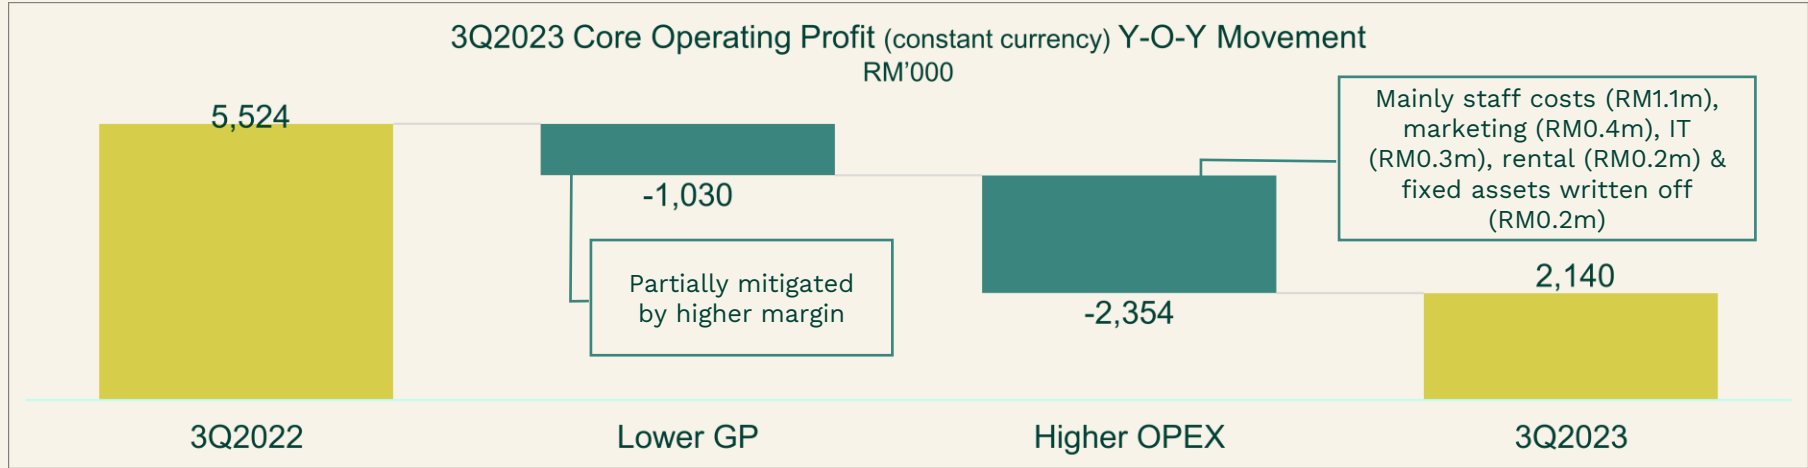 3Q2023 Core Operating Profit (constant currency) Y-O-Y Movement
RM'000
5,524
-1,030
Partially mitigated
by higher margin
-2,354
Mainly staff costs (RM1.1m),
marketing (RM0.4m), IT
(RM0.3m), rental (RM0.2m) &
fixed assets written off
(RM0.2m)
2,140
3Q2022
Lower GP
Higher OPEX
3Q2023